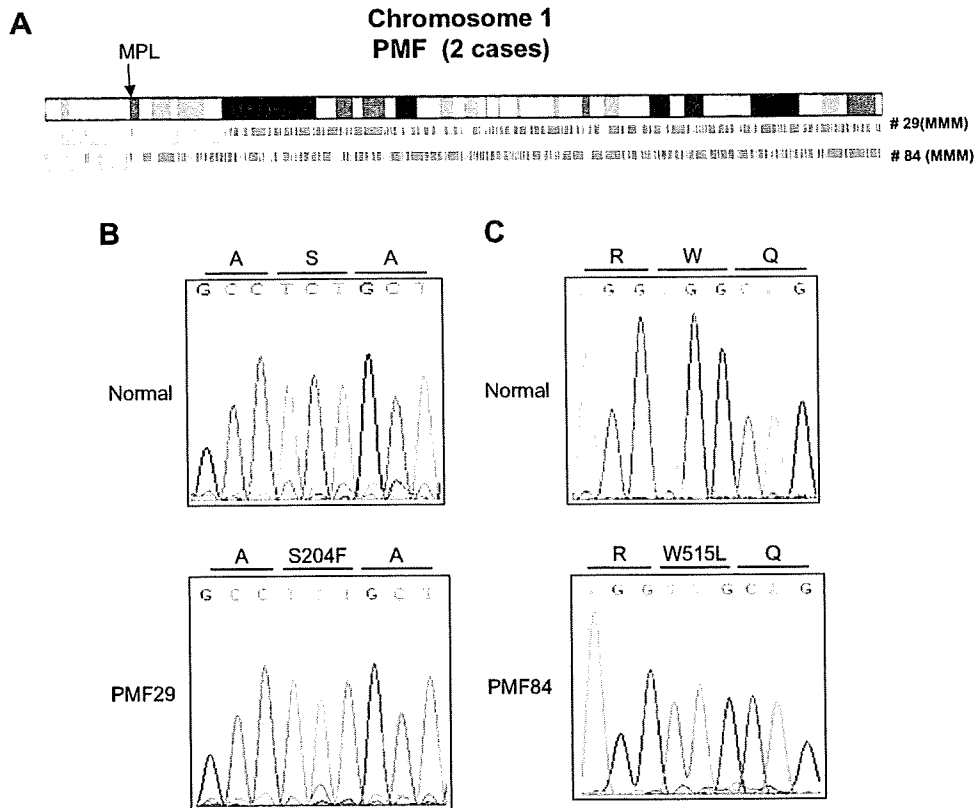 A
Chromosome 1
PMF (2 cases)
MPL
# 29(MMM)
# 84 (MMM)
B
A S A
G C C T C T G C T
Normal
A S204F A
G C C T T T G C T
PMF29
C
R W Q
G G G G C G
Normal
R W515L Q
G G G C A G
PMF84